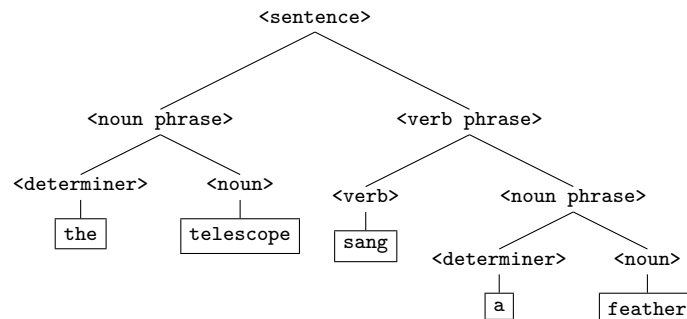 <sentence>
<noun phrase> <verb phrase>
<determiner> <noun> <verb> <noun phrase>
the telescope sang
<determiner> <noun>
a feather